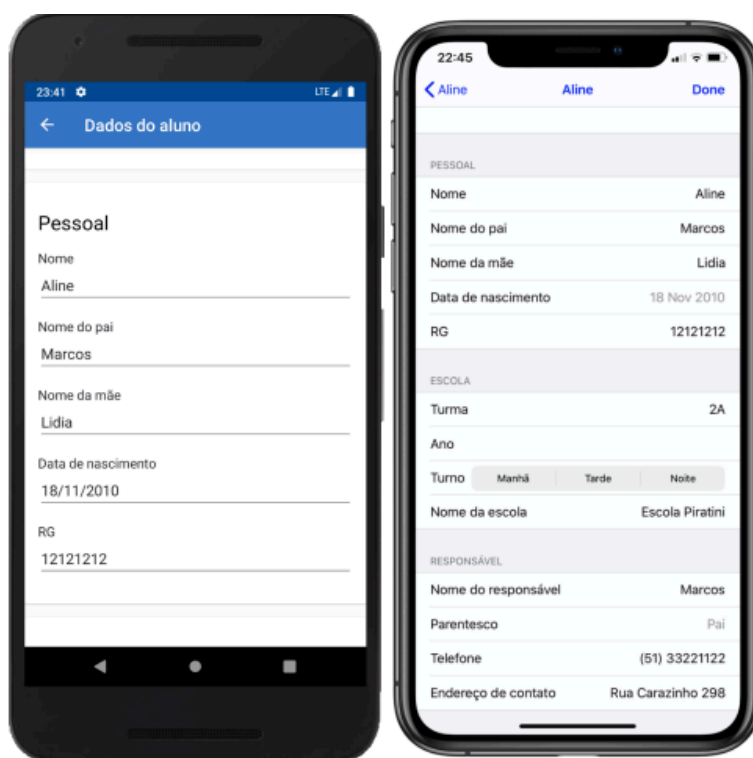 23:41 LTE
Dados do aluno
Pessoal
Nome
Aline
Nome do pai
Marcos
Nome da mãe
Lidia
Data de nascimento
18/11/2010
RG
12121212
22:45
Aline Aline Done
PESSOAL
Nome Aline
Nome do pai Marcos
Nome da mãe Lidia
Data de nascimento 18 Nov 2010
RG 12121212
ESCOLA
Turma 2A
Ano
Turno Manhã Tarde Noite
Nome da escola Escola Piratini
RESPONSÁVEL
Nome do responsável Marcos
Parentesco Pai
Telefone (51) 33221122
Endereço de contato Rua Carazinho 298